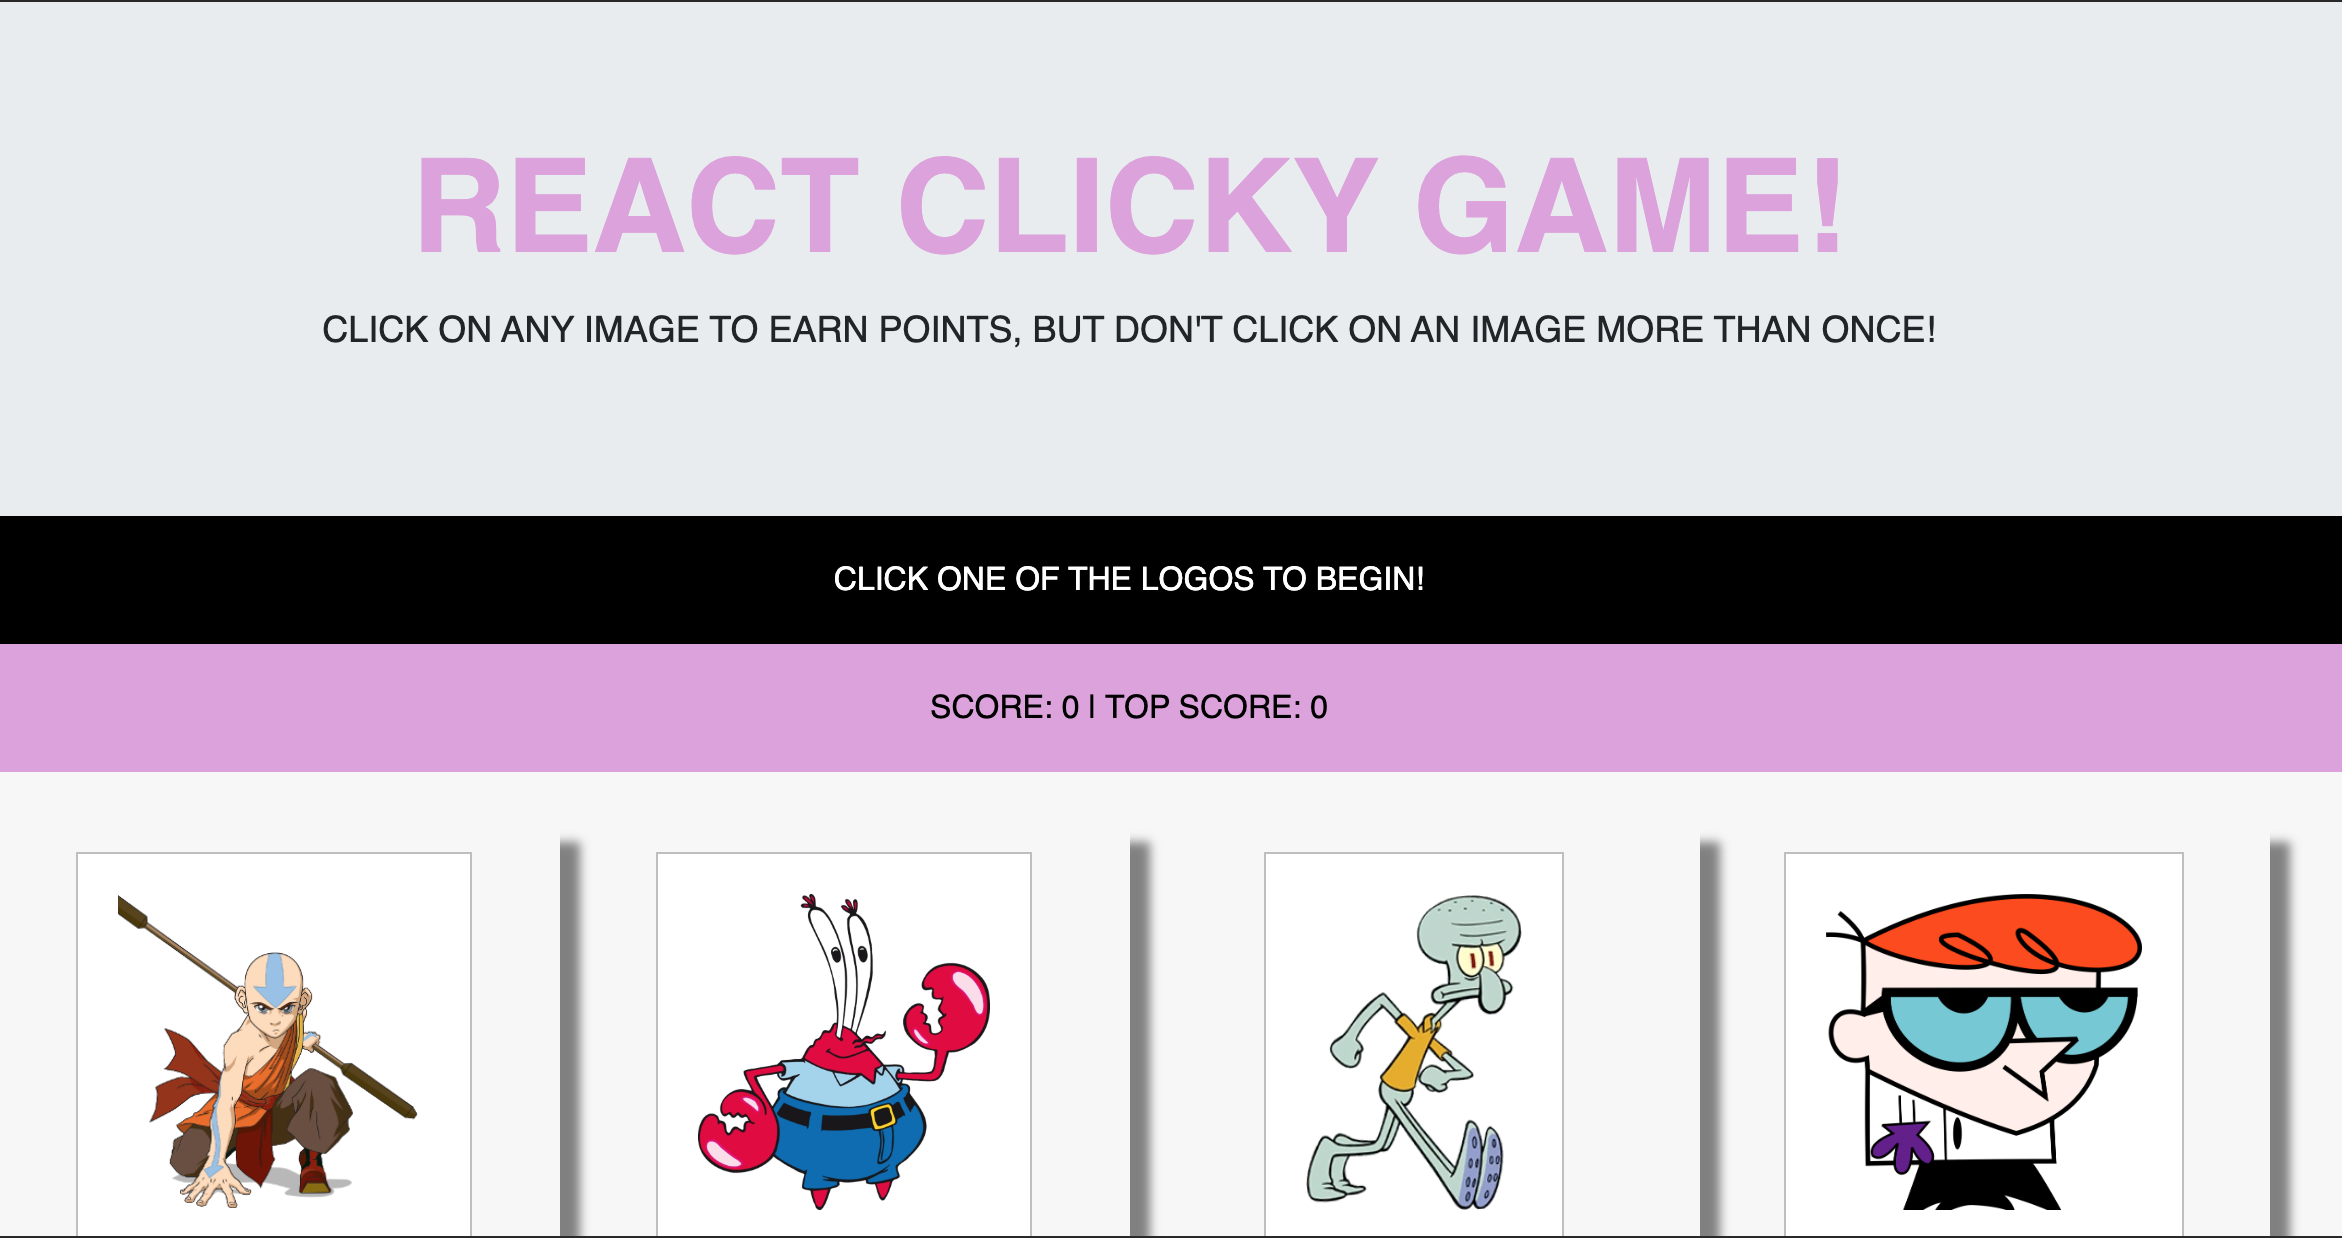 REACT CLICKY GAME!
CLICK ON ANY IMAGE TO EARN POINTS, BUT DON'T CLICK ON AN IMAGE MORE THAN ONCE!
CLICK ONE OF THE LOGOS TO BEGIN!
SCORE: 0 | TOP SCORE: 0